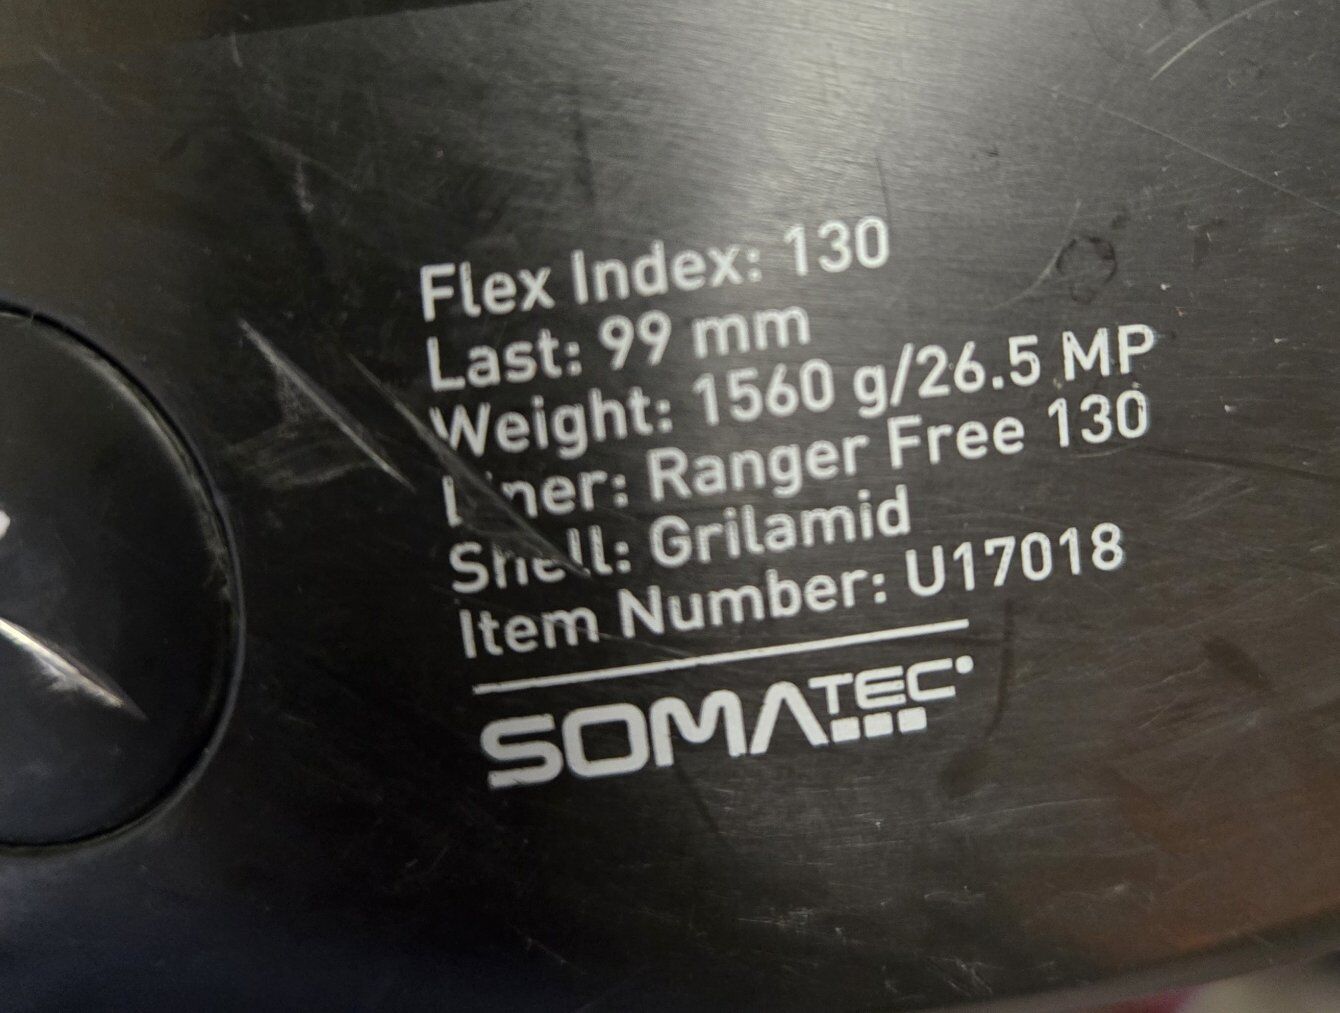 Flex Index: 130
Last: 99 mm
Weight: 1560 g/26.5 MP
Liner: Ranger Free 130
Shell: Grilamid
Item Number: U17018
SOMATEC